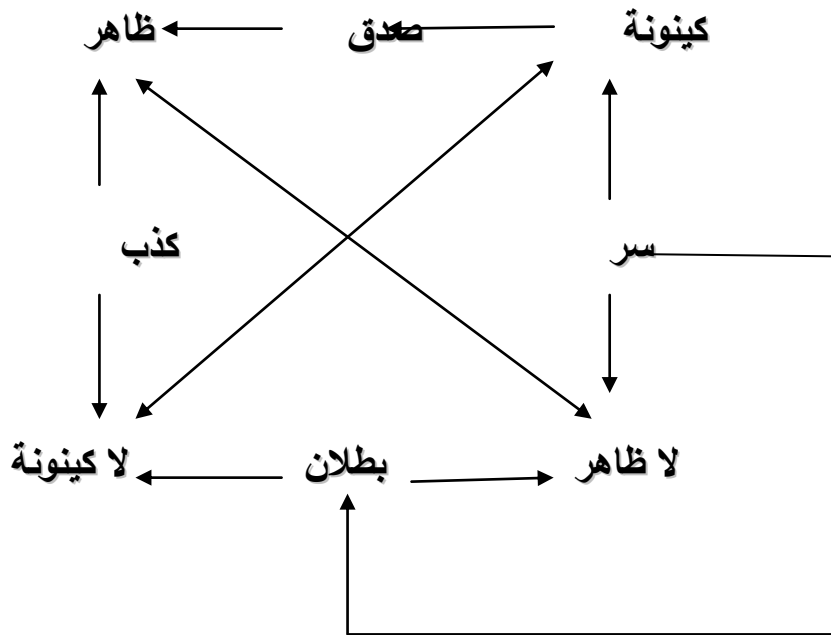 كينونة صدق ظاهر
سر كذب
لا ظاهر بطلان لا كينونة